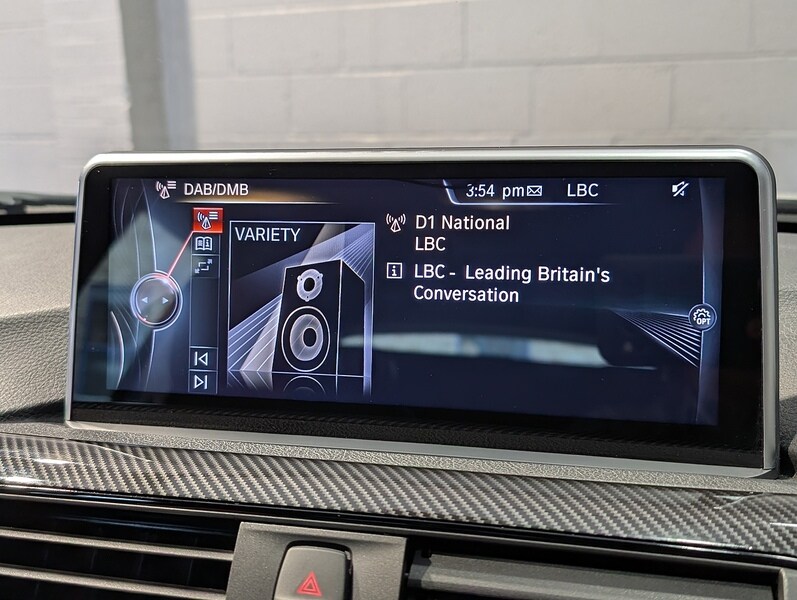 DAB/DMB
3:54 pm
LBC
VARIETY
D1 National
LBC
LBC - Leading Britain's
Conversation
OPT